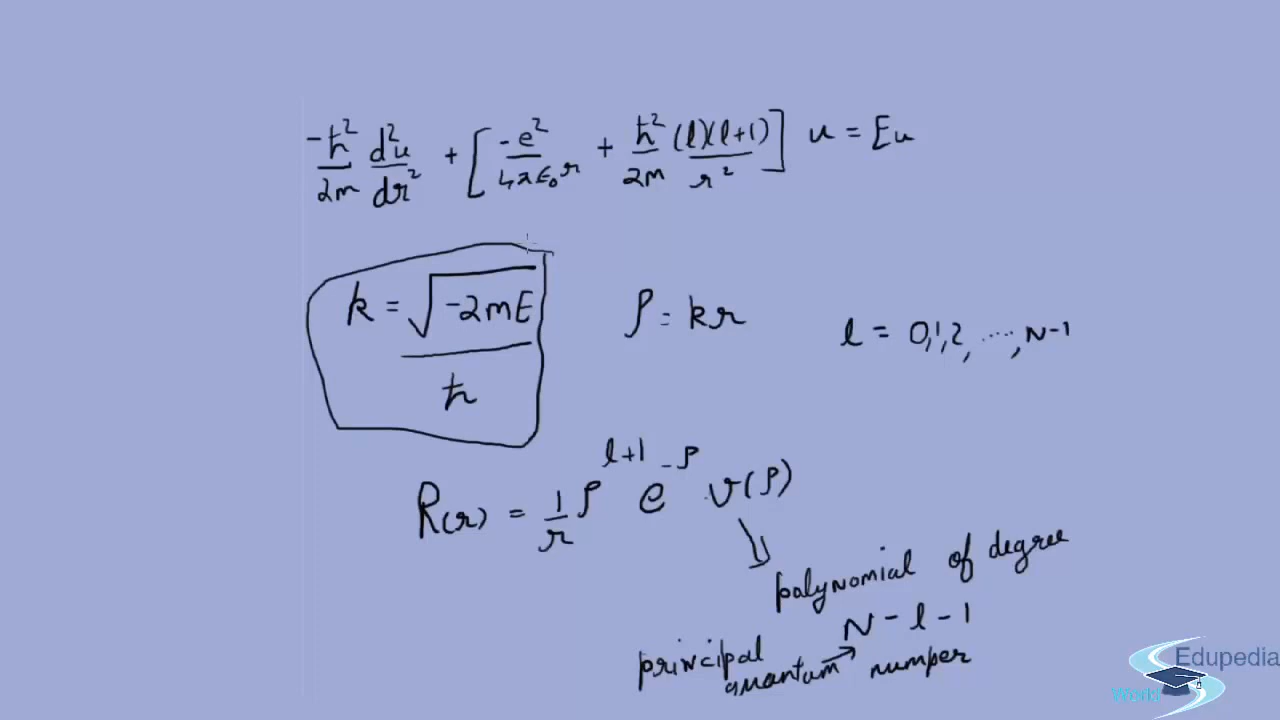 -ħ²/2m d²u/dr² + [-e²/4πε₀r + ħ²/2m (l)(l+1)/r²] u = Eu
k = √-2mE/ħ
ρ = kr
l = 0,1,2, ....., N-1
R(r) = 1/r ρ^(l+1) e^(-ρ) v(ρ)
polynomial of degree
N - l - 1
principal quantum number
Edupedia
World